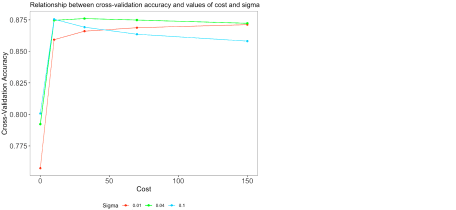 Relationship between cross-validation accuracy and values of cost and sigma
0.875
0.850
0.825
0.800
0.775
Cross-Validation Accuracy
0 50 100 150
Cost
Sigma 0.01 0.04 0.1